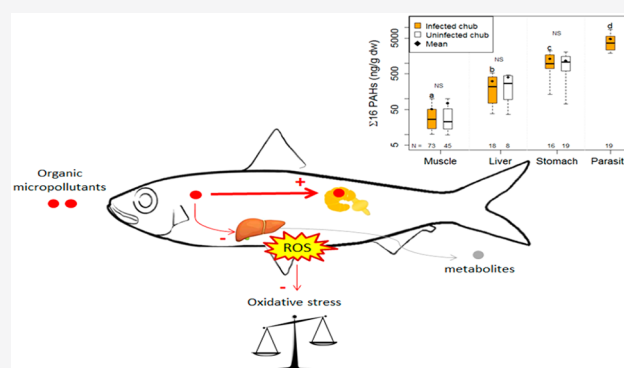 Infected chub
Uninfected chub
Mean
Σ16 PAHs (ng/g dw)
5000
500
50
5
a
NS
b
NS
c
NS
d
N = 73 45 18 8 16 19 19
Muscle Liver Stomach Parasit
Organic
micropollutants
+
-
ROS
metabolites
-
Oxidative stress